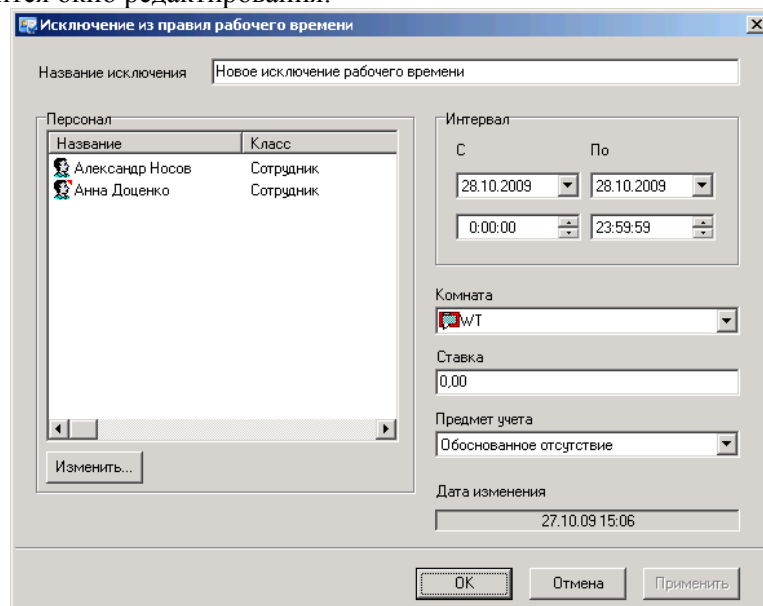 окно редактирования.
Исключение из правил рабочего времени
Название исключения Новое исключение рабочего времени
Персонал
Название Класс
Александр Носов Сотрудник
Анна Доценко Сотрудник
Изменить...
Интервал
С По
28.10.2009 28.10.2009
0:00:00 23:59:59
Комната
WT
Ставка
0,00
Предмет учета
Обоснованное отсутствие
Дата изменения
27.10.09 15:06
OK Отмена Применить